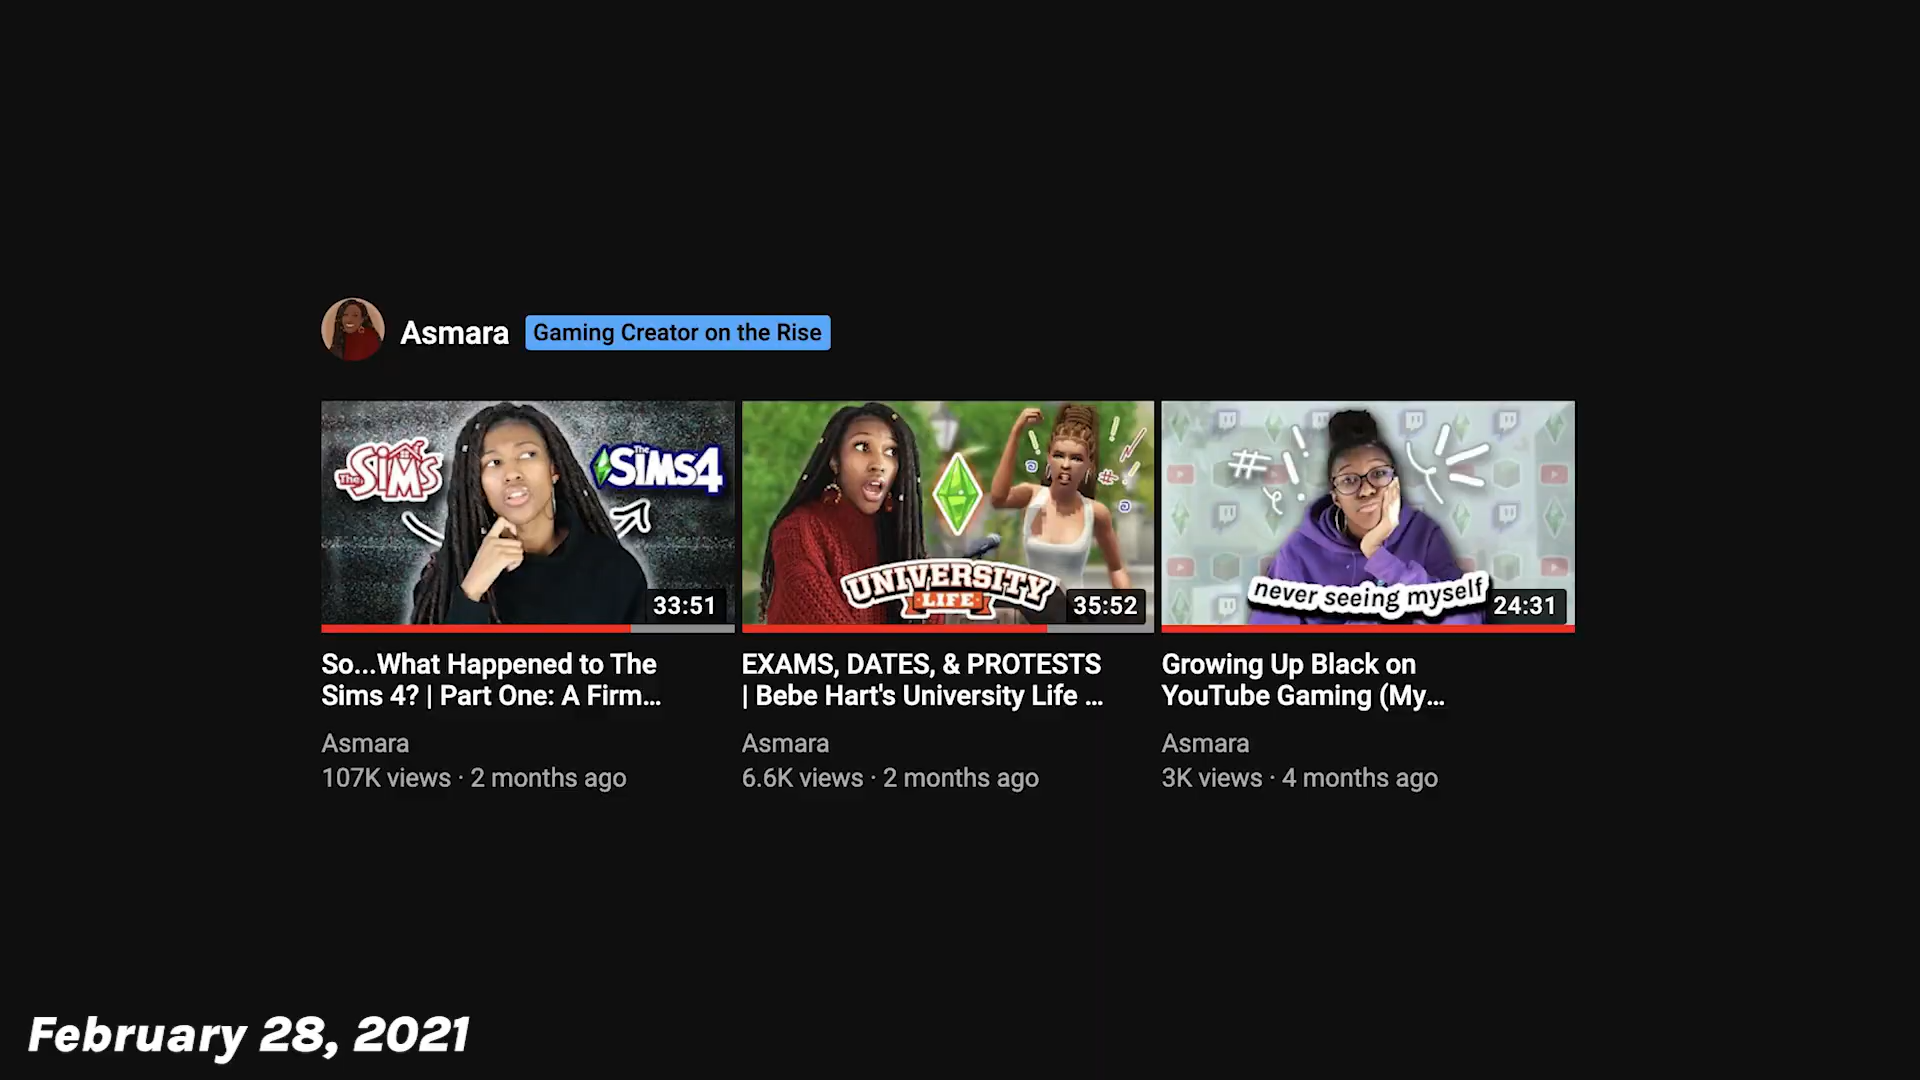 Asmara
Gaming Creator on the Rise
The SIMS
The SIMS4
33:51
UNIVERSITY
LIFE
35:52
#
never seeing myself
24:31
So...What Happened to The
Sims 4? | Part One: A Firm...
EXAMS, DATES, & PROTESTS
| Bebe Hart's University Life ...
Growing Up Black on
YouTube Gaming (My...
Asmara
107K views · 2 months ago
Asmara
6.6K views · 2 months ago
Asmara
3K views · 4 months ago
February 28, 2021